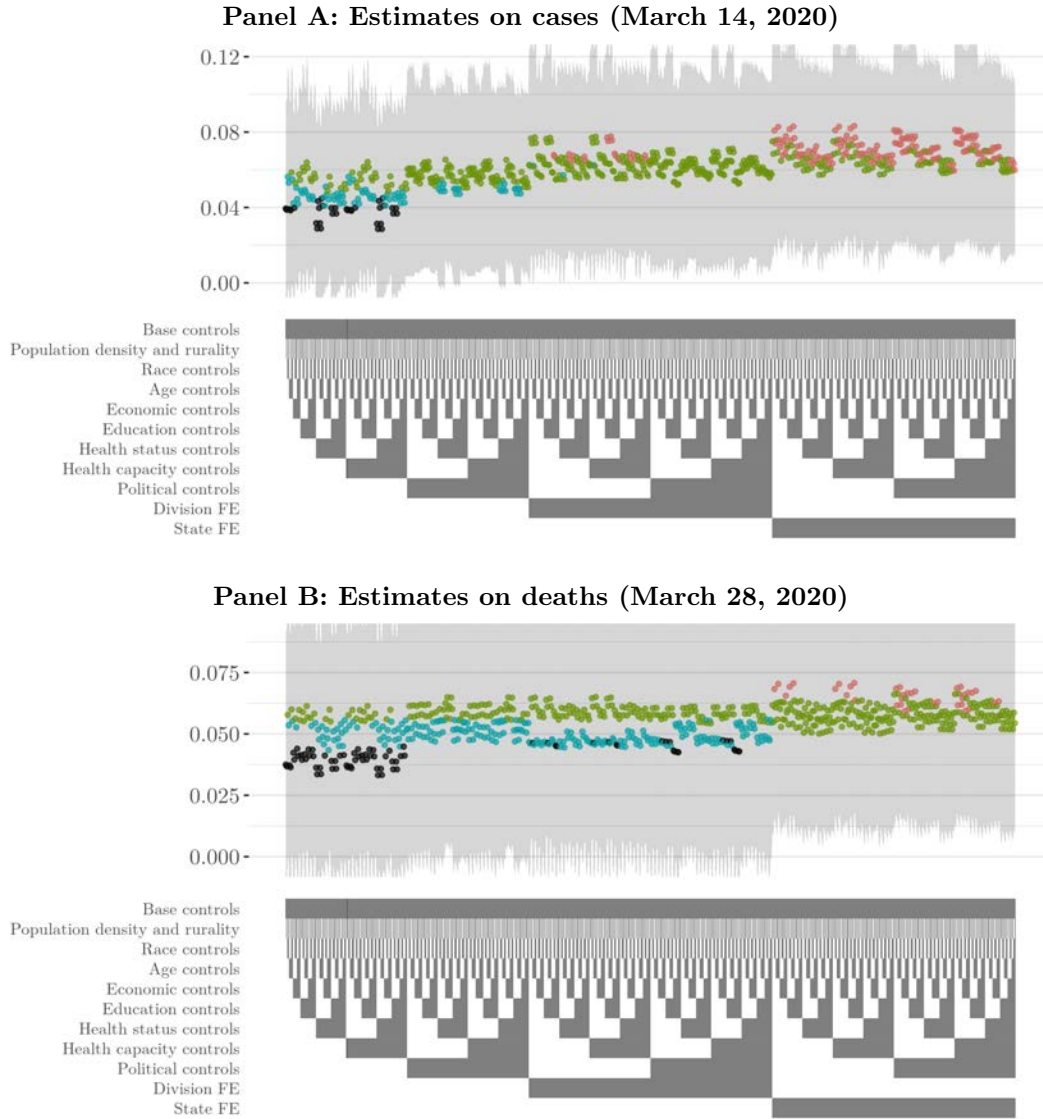 Panel A: Estimates on cases (March 14, 2020)
0.12
0.08
0.04
0.00
Base controls
Population density and rurality
Race controls
Age controls
Economic controls
Education controls
Health status controls
Health capacity controls
Political controls
Division FE
State FE
Panel B: Estimates on deaths (March 28, 2020)
0.075
0.050
0.025
0.000
Base controls
Population density and rurality
Race controls
Age controls
Economic controls
Education controls
Health status controls
Health capacity controls
Political controls
Division FE
State FE